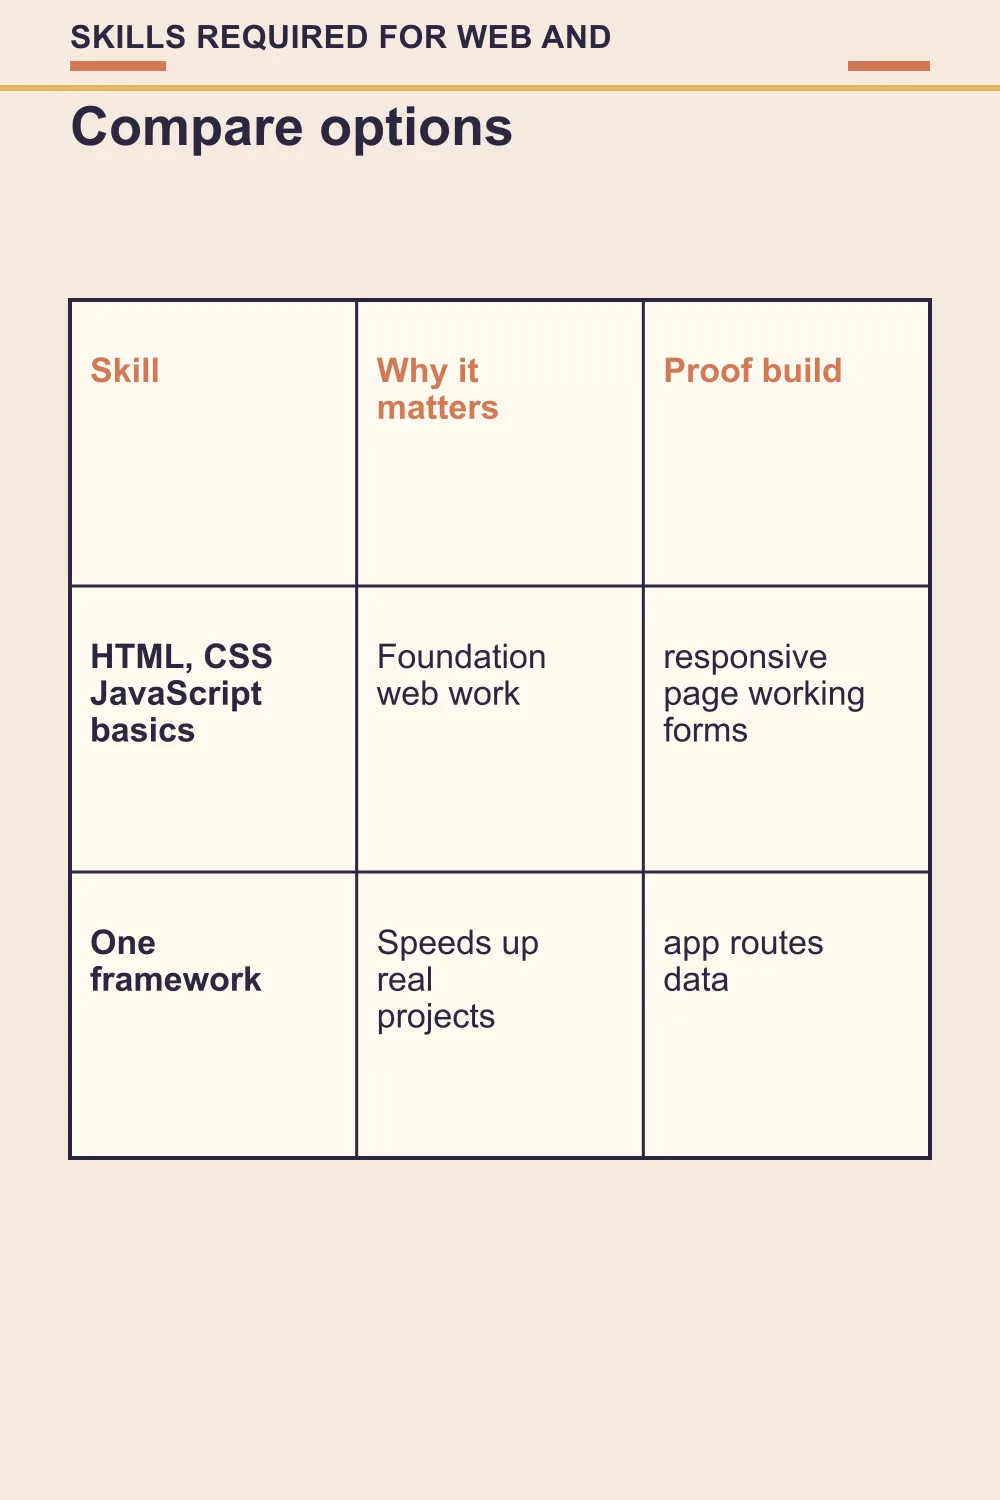 SKILLS REQUIRED FOR WEB AND
Compare options
Skill
Why it
matters
Proof build
HTML, CSS
JavaScript
basics
Foundation
web work
responsive
page working
forms
One
framework
Speeds up
real
projects
app routes
data